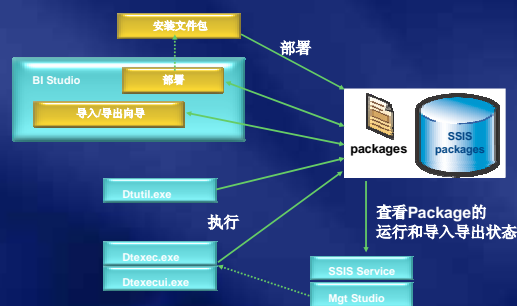 安装文件包
部署
BI Studio
部署
导入/导出向导
packages
SSIS
packages
Dtutil.exe
执行
查看Package的
运行和导入导出状态
Dtexec.exe
Dtexecui.exe
SSIS Service
Mgt Studio